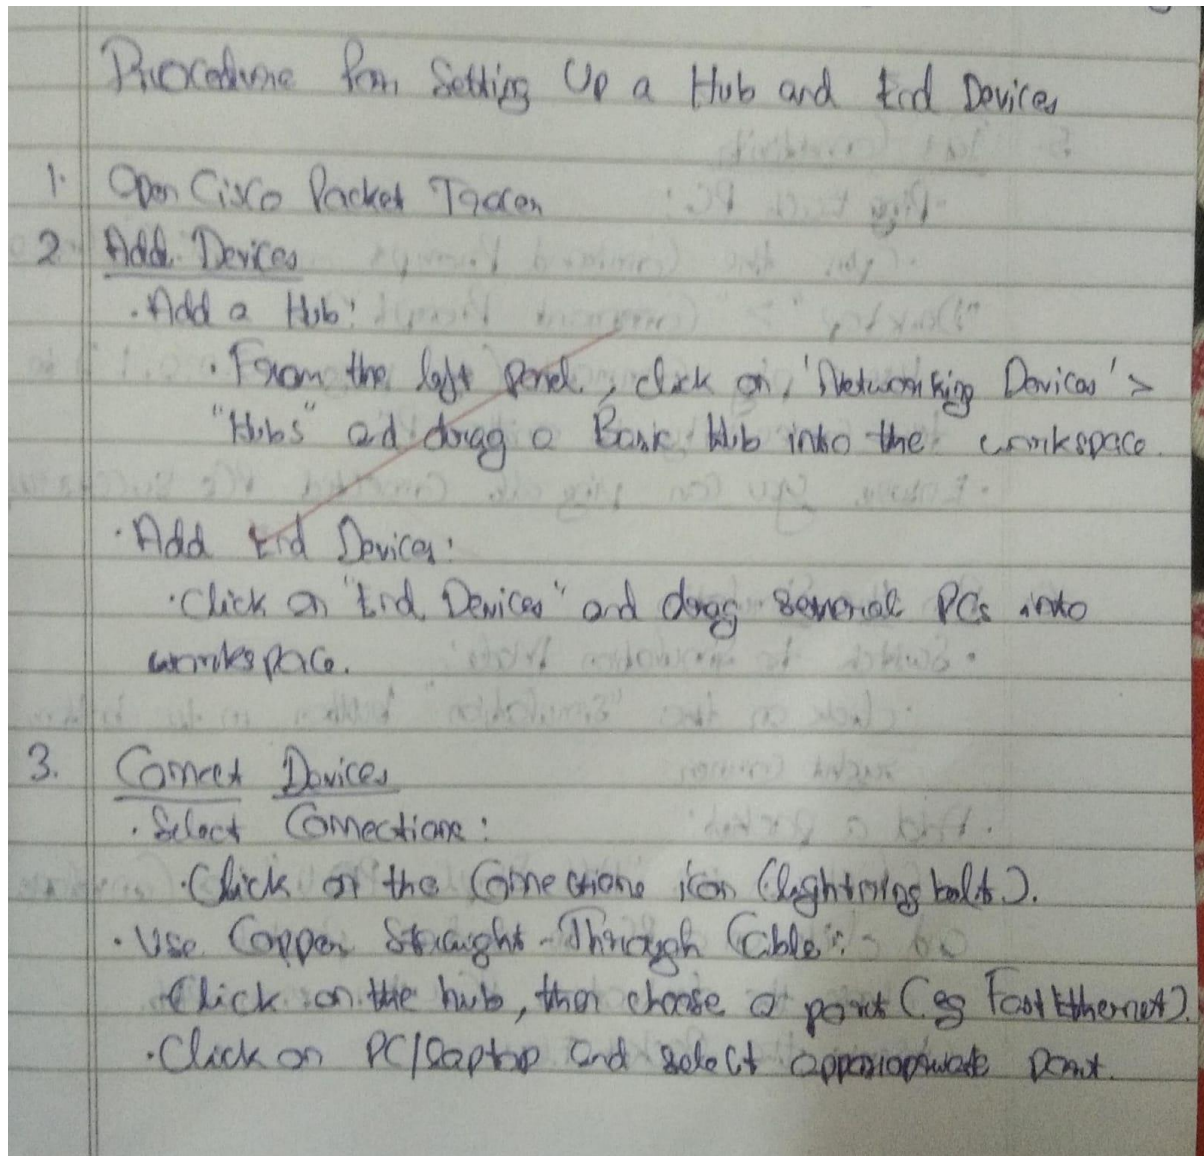 Procedure for Setting Up a Hub and End Devices
1. Open Cisco Packet Tracer
2 Add Devices
· Add a Hub:
· From the left panel, click on 'Networking Devices' >
"Hubs" ad drag a Basic Hub into the workspace.
· Add End Devices:
· Click on "End Devices" and drag several PCs into
workspace.
3. Connect Devices
· Select Connections:
· Click on the Connections icon (lightning bolt).
· Use Copper Straight-Through Cable:
Click on the hub, then choose a port (eg FastEthernet).
· Click on PC/Laptop and select appropriate port.